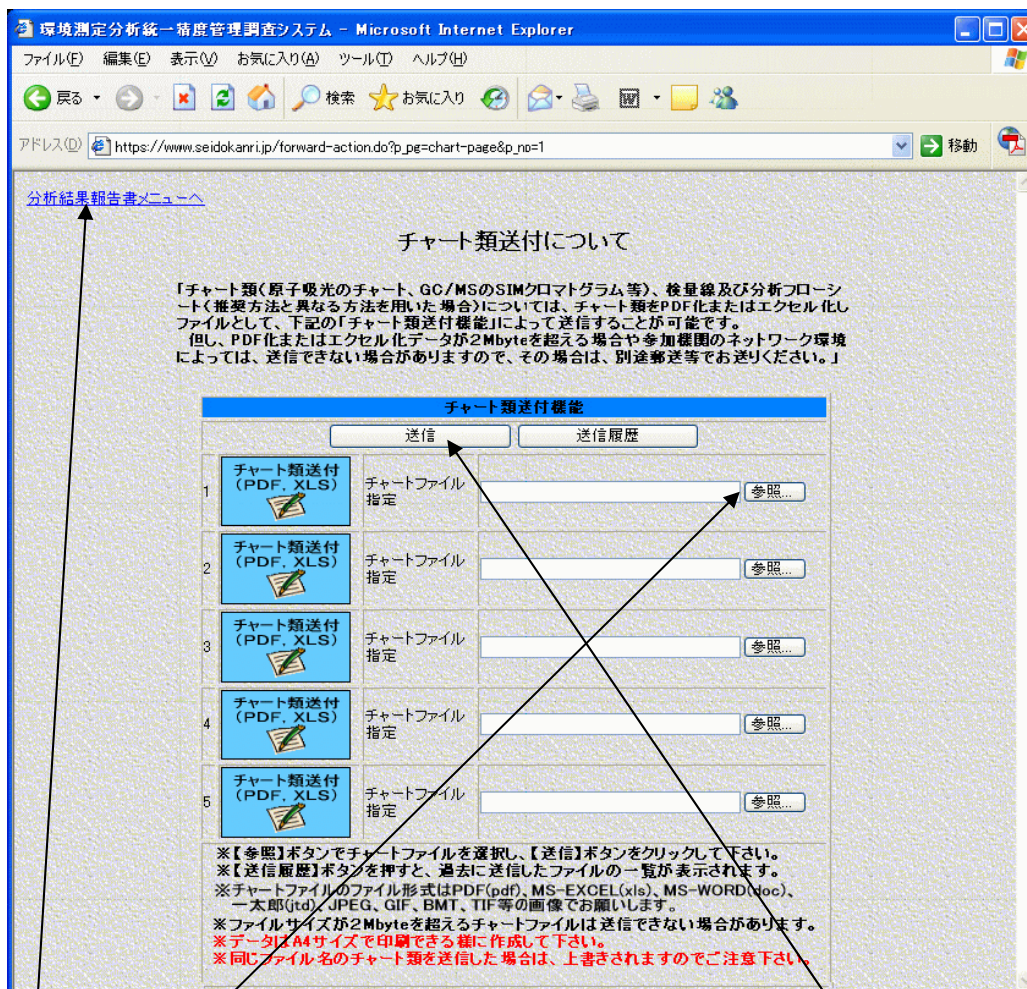 環境測定分析統一精度管理調査システム - Microsoft Internet Explorer
ファイル(F) 編集(E) 表示(V) お気に入り(A) ツール(T) ヘルプ(H)
戻る 検索 お気に入り
アドレス(D) https://www.seidokanri.jp/forward-action.do?p_pg=chart-page&p_no=1 移動
分析結果報告書メニューへ
チャート類送付について
「チャート類(原子吸光のチャート、GC/MSのSIMクロマトグラム等)、検量線及び分析フローシ
ート(推奨方法と異なる方法を用いた場合)については、チャート類をPDF化またはエクセル化し
ファイルとして、下記の「チャート類送付機能」によって送信することが可能です。
但し、PDF化またはエクセル化データが2Mbyteを超える場合や参加機関のネットワーク環境
によっては、送信できない場合がありますので、その場合は、別途郵送等でお送りください。」
チャート類送付機能
送信 送信履歴
1 チャート類送付 (PDF, XLS) チャートファイル指定 参照...
2 チャート類送付 (PDF, XLS) チャートファイル指定 参照...
3 チャート類送付 (PDF, XLS) チャートファイル指定 参照...
4 チャート類送付 (PDF, XLS) チャートファイル指定 参照...
5 チャート類送付 (PDF, XLS) チャートファイル指定 参照...
※【参照】ボタンでチャートファイルを選択し、【送信】ボタンをクリックして下さい。
※【送信履歴】ボタンを押すと、過去に送信したファイルの一覧が表示されます。
※チャートファイルのファイル形式はPDF(pdf)、MS-EXCEL(xls)、MS-WORD(doc)、
一太郎(jtd)、JPEG、GIF、BMT、TIF等の画像でお願いします。
※ファイルサイズが2Mbyteを超えるチャートファイルは送信できない場合があります。
※データはA4サイズで印刷できる様に作成して下さい。
※同じファイル名のチャート類を送信した場合は、上書きされますのでご注意下さい。